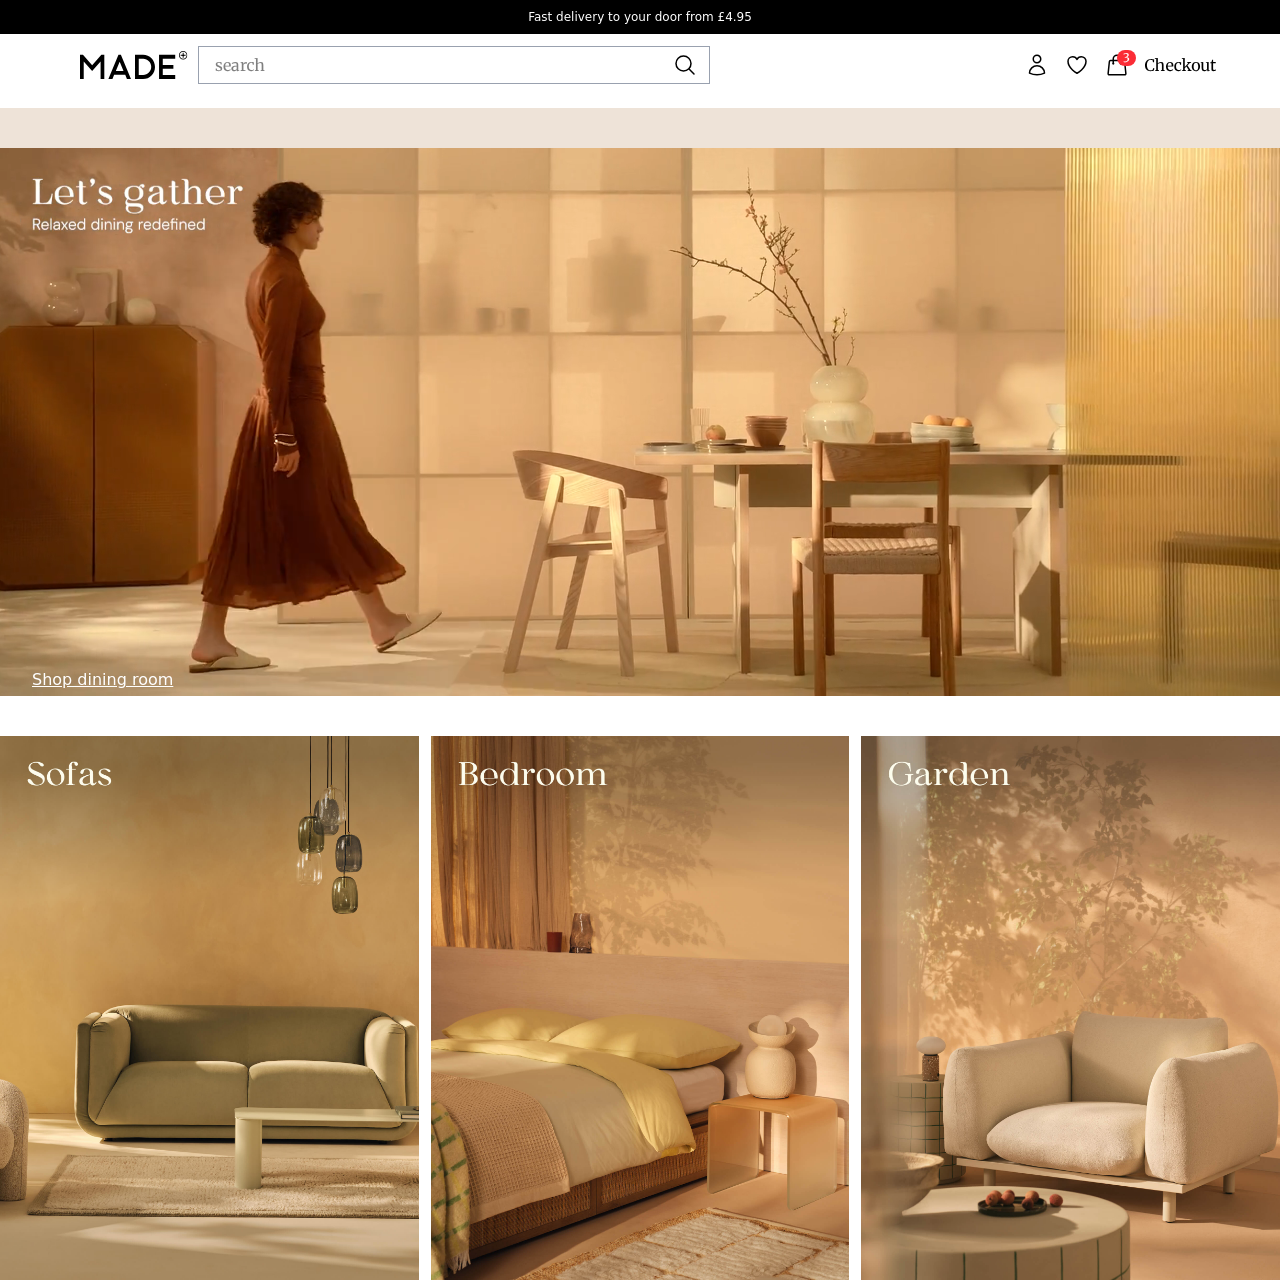 Fast delivery to your door from £4.95
MADE
search
3
Checkout
Let's gather
Relaxed dining redefined
Shop dining room
Sofas
Bedroom
Garden